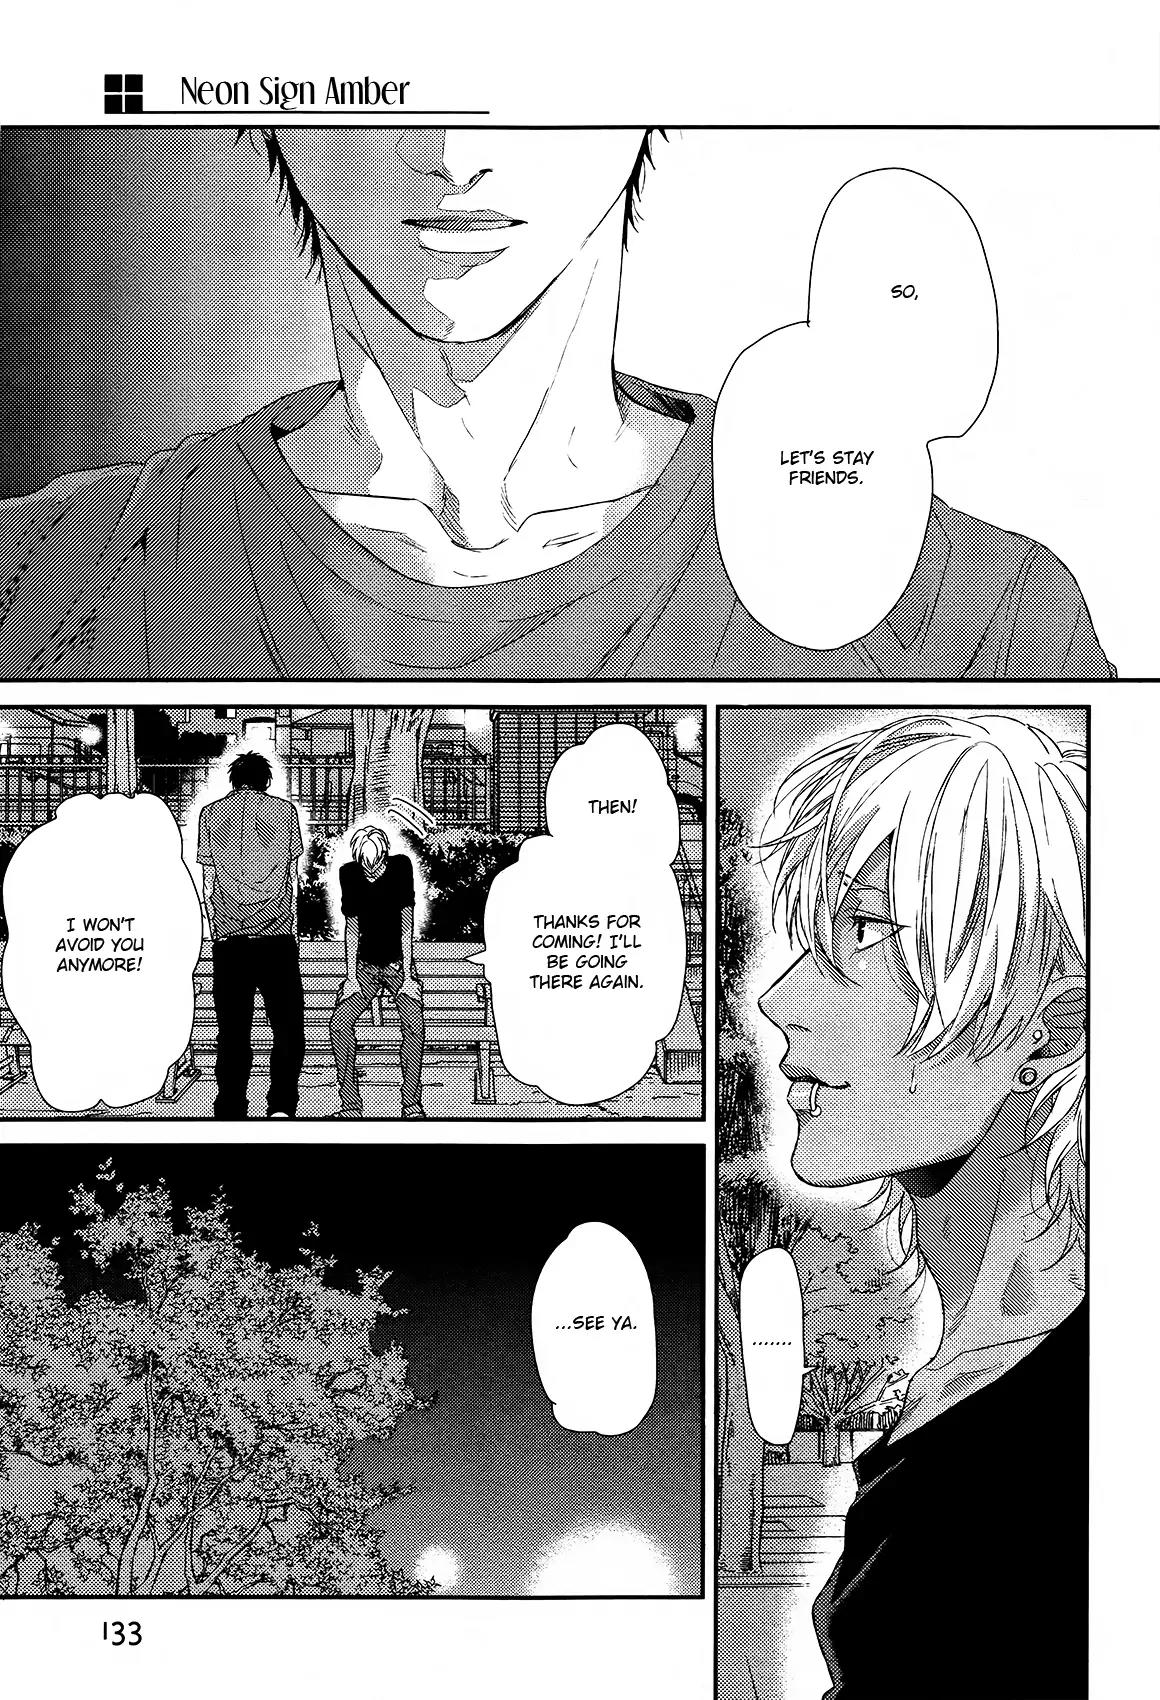 Neon Sign Amber
SO,
LET'S STAY
FRIENDS.
.......
THEN!
THANKS FOR
COMING! I'LL
BE GOING
THERE AGAIN.
I WON'T
AVOID YOU
ANYMORE!
...SEE YA.
133